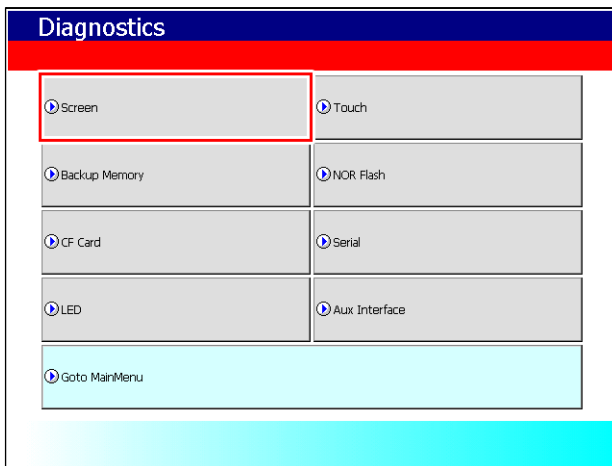 Diagnostics
Screen
Touch
Backup Memory
NOR Flash
CF Card
Serial
LED
Aux Interface
Goto MainMenu